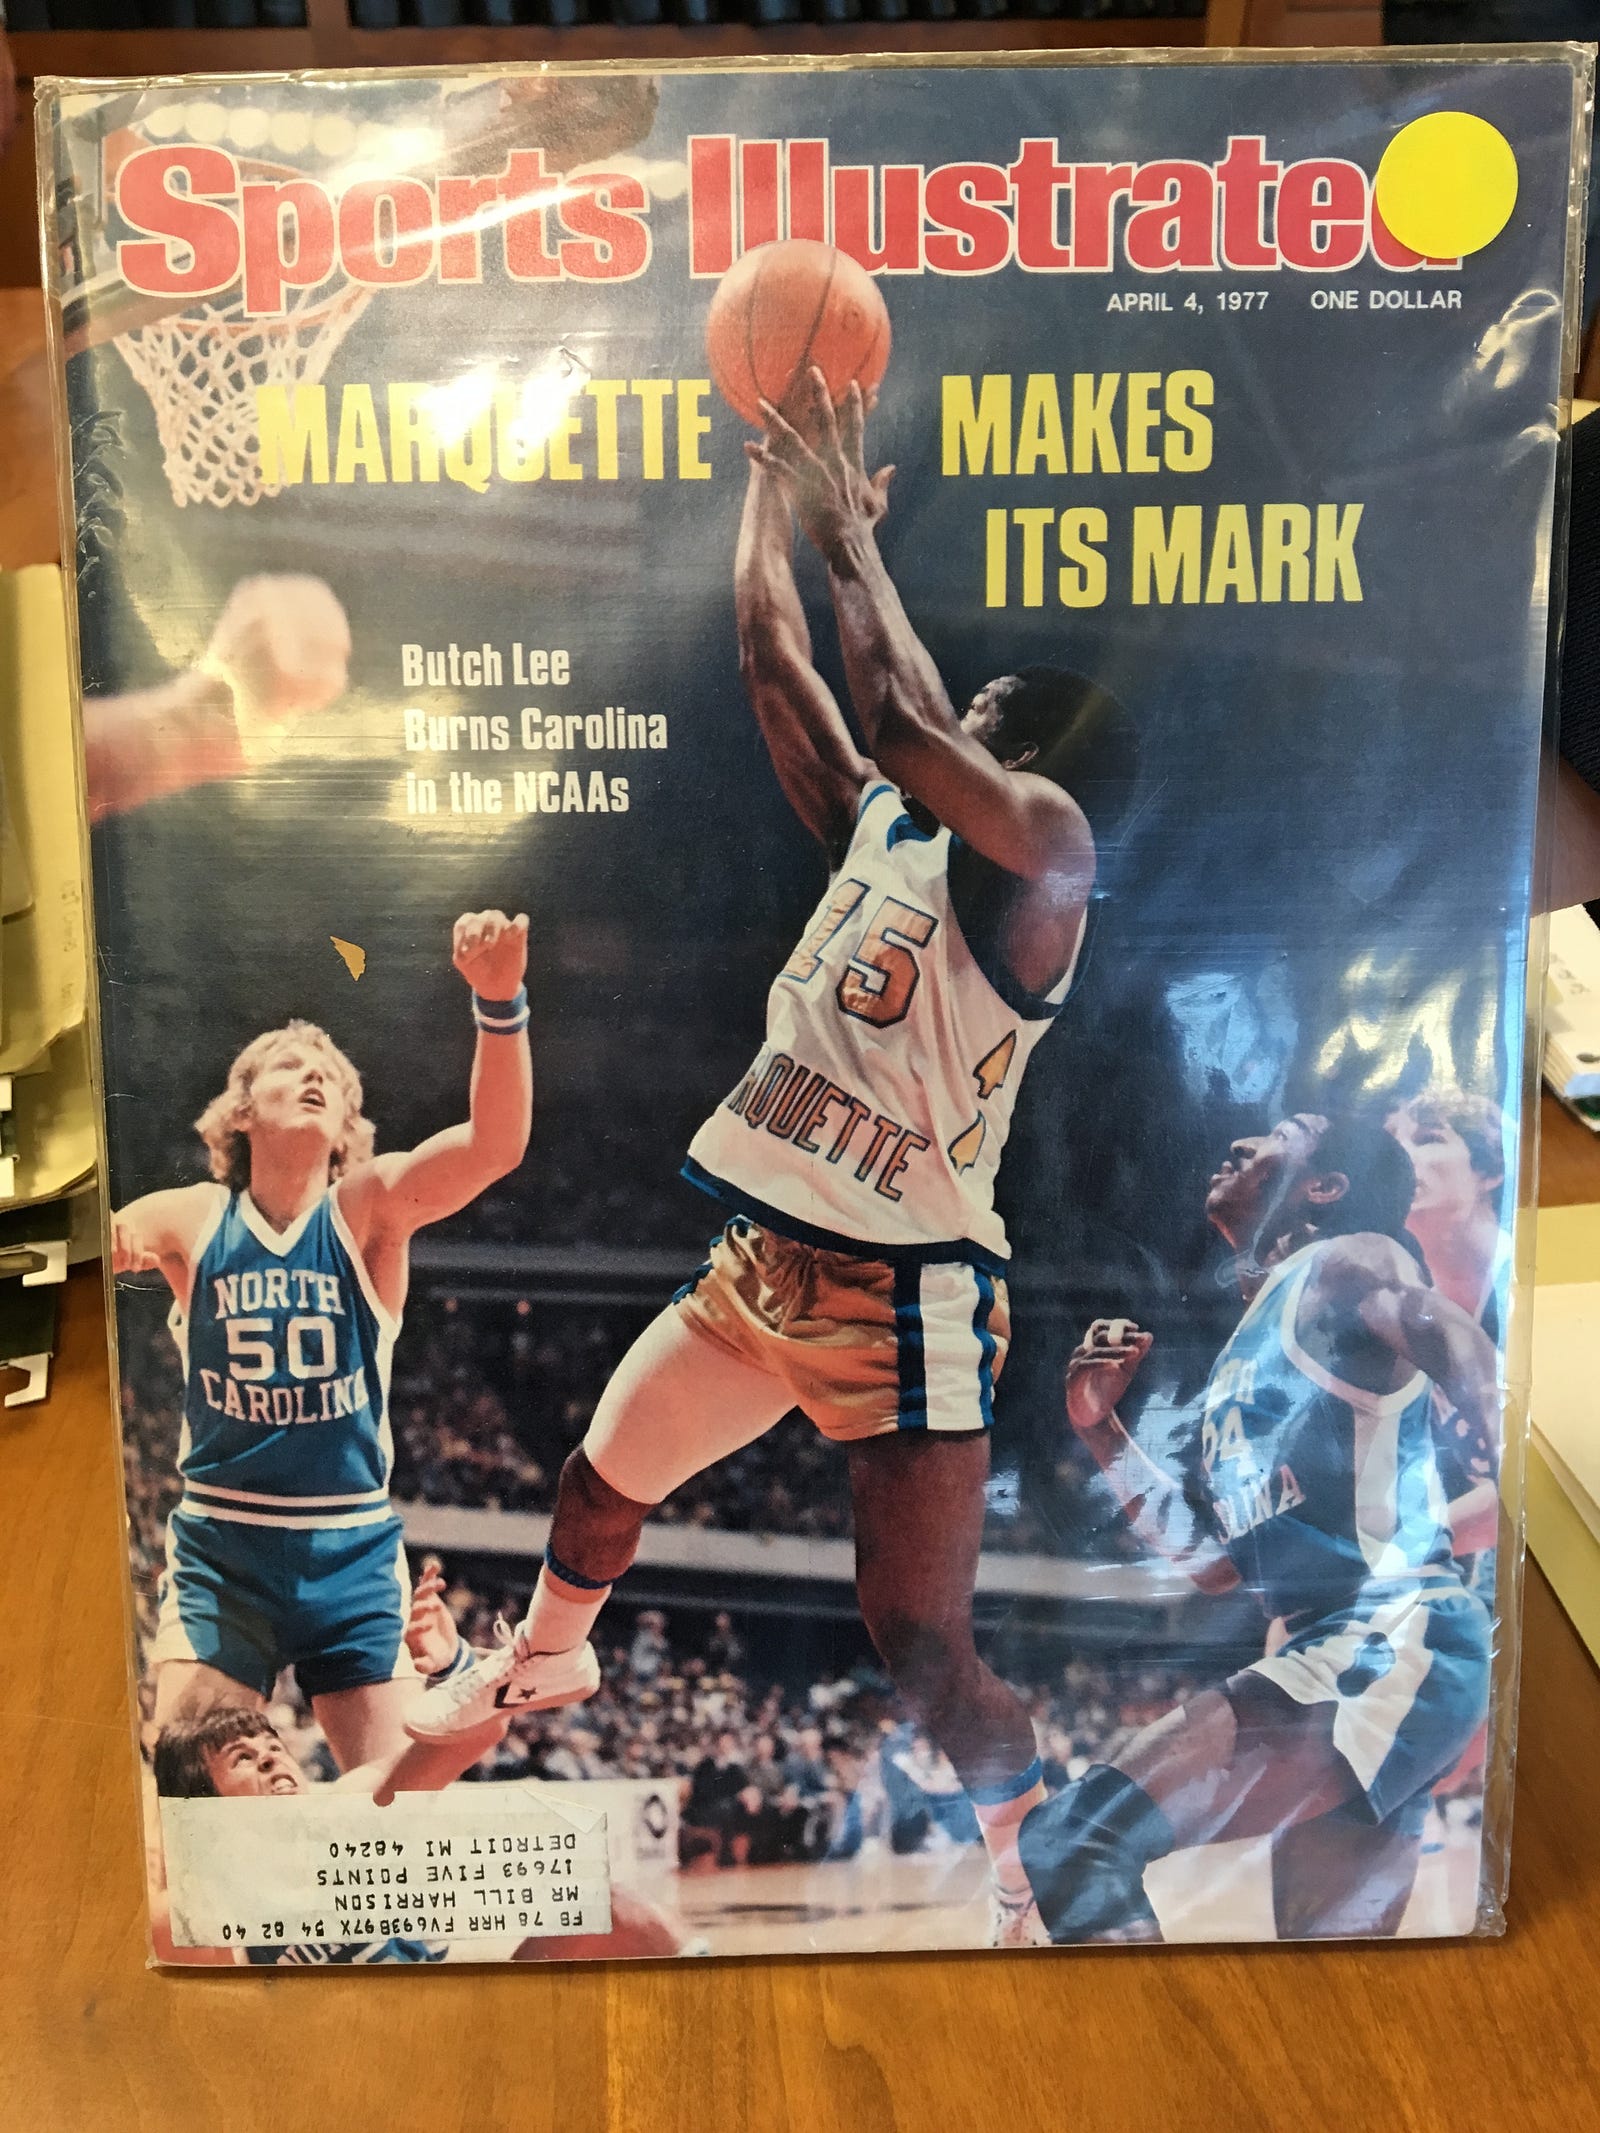 Sports Illustrated
APRIL 4, 1977 ONE DOLLAR
MARQUETTE MAKES
ITS MARK
Butch Lee
Burns Carolina
in the NCAAs
15
RQUETTE
NORTH
50
CAROLINA
24
LINA
FB 78 HRR FV693B97X 54 82 40
MR BILL HARRISON
17693 FIVE POINTS
DETROIT MI 48240